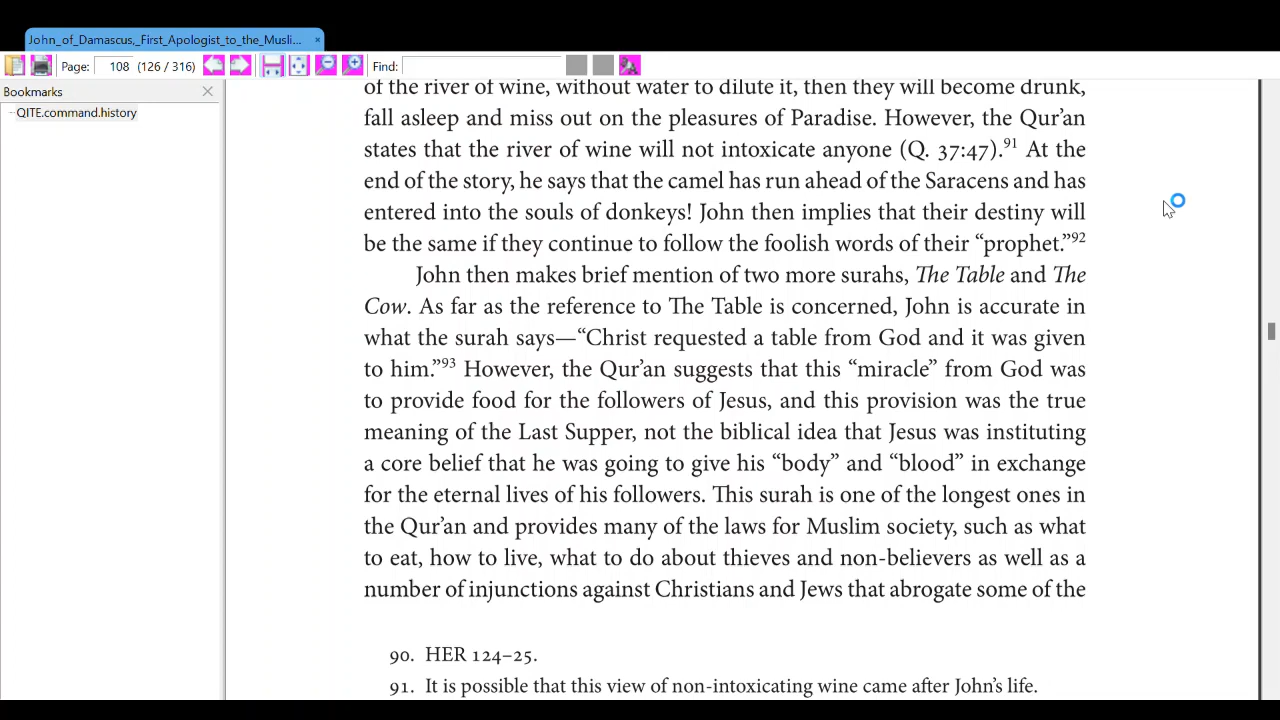 John_of_Damascus,_First_Apologist_to_the_Musli... ×
Page: 108 (126 / 316) Find:
Bookmarks
QITE.command.history
of the river of wine, without water to dilute it, then they will become drunk,
fall asleep and miss out on the pleasures of Paradise. However, the Qur’an
states that the river of wine will not intoxicate anyone (Q. 37:47).91 At the
end of the story, he says that the camel has run ahead of the Saracens and has
entered into the souls of donkeys! John then implies that their destiny will
be the same if they continue to follow the foolish words of their “prophet.”92
John then makes brief mention of two more surahs, The Table and The
Cow. As far as the reference to The Table is concerned, John is accurate in
what the surah says—“Christ requested a table from God and it was given
to him.”93 However, the Qur’an suggests that this “miracle” from God was
to provide food for the followers of Jesus, and this provision was the true
meaning of the Last Supper, not the biblical idea that Jesus was instituting
a core belief that he was going to give his “body” and “blood” in exchange
for the eternal lives of his followers. This surah is one of the longest ones in
the Qur’an and provides many of the laws for Muslim society, such as what
to eat, how to live, what to do about thieves and non-believers as well as a
number of injunctions against Christians and Jews that abrogate some of the
90. HER 124–25.
91. It is possible that this view of non-intoxicating wine came after John’s life.